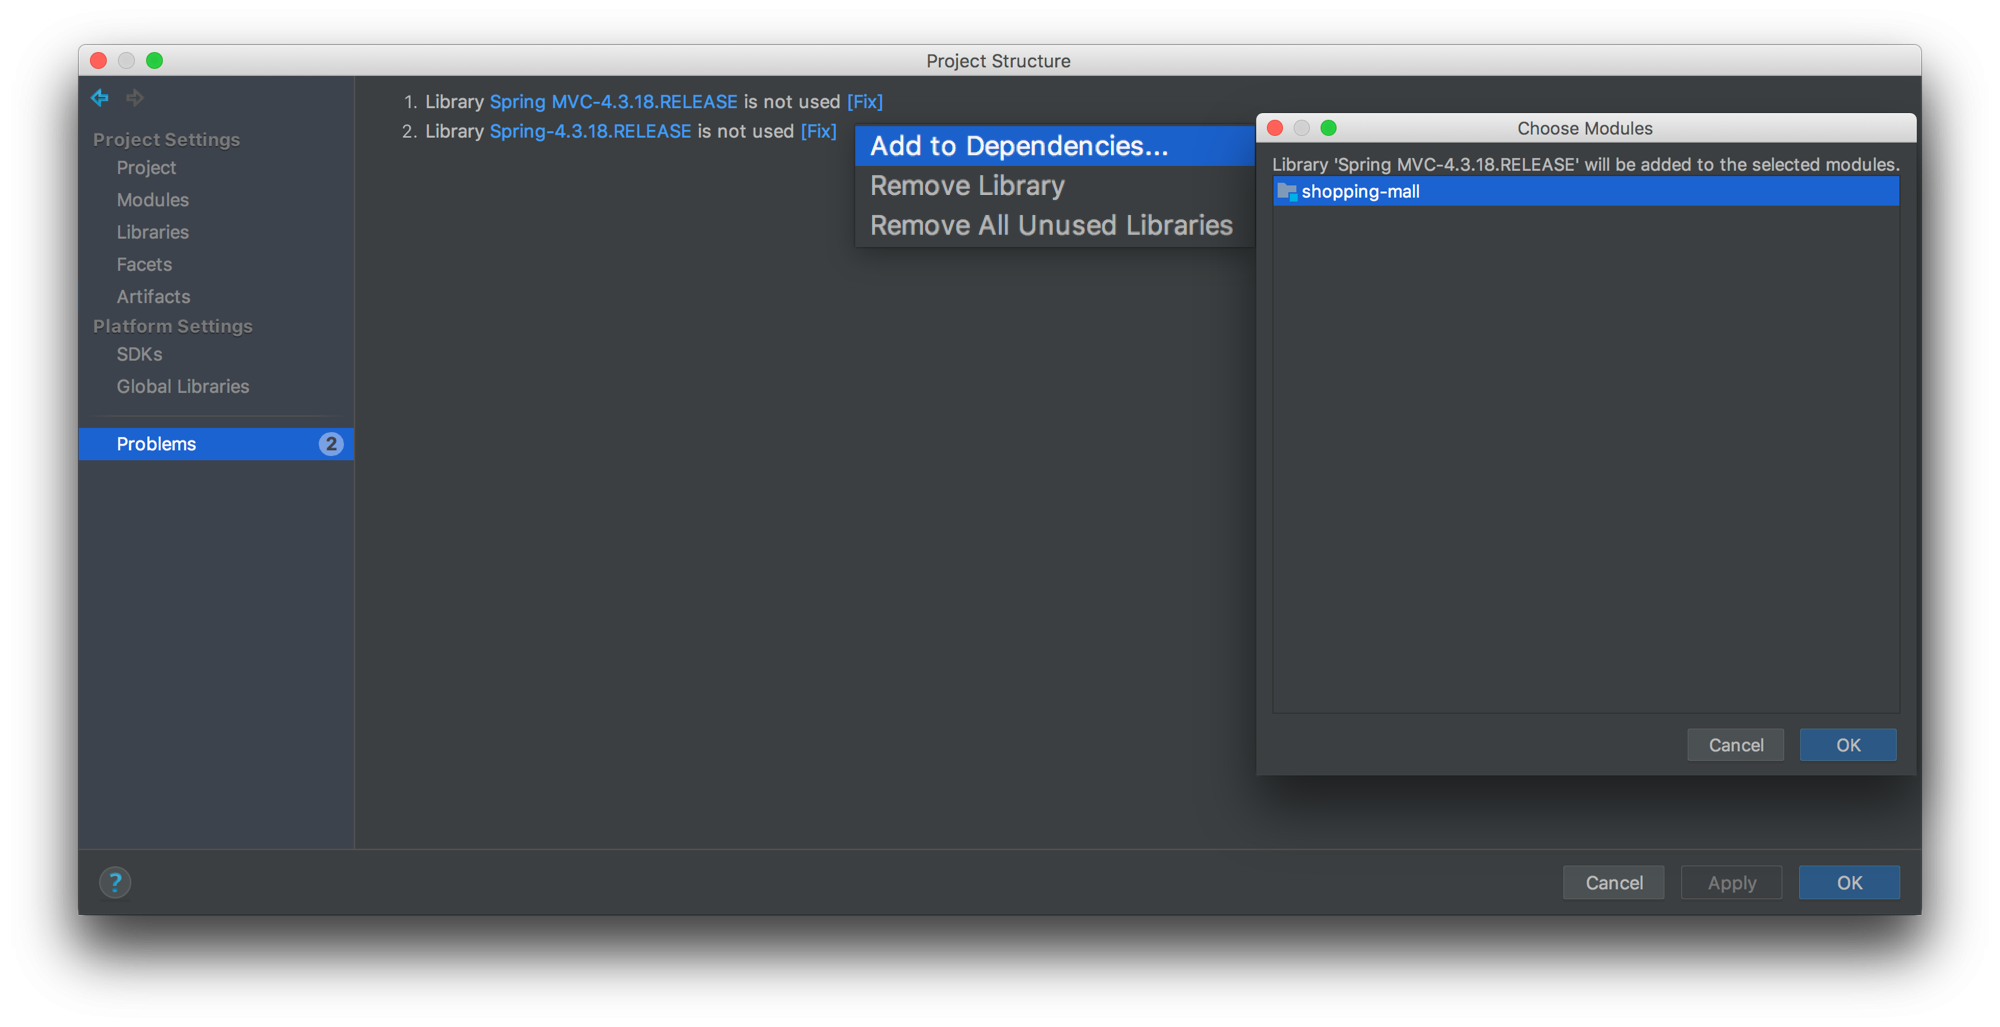 Project Structure
Project Settings
Project
Modules
Libraries
Facets
Artifacts
Platform Settings
SDKs
Global Libraries
Problems 2
1. Library Spring MVC-4.3.18.RELEASE is not used [Fix]
2. Library Spring-4.3.18.RELEASE is not used [Fix]
Add to Dependencies...
Remove Library
Remove All Unused Libraries
Choose Modules
Library 'Spring MVC-4.3.18.RELEASE' will be added to the selected modules.
shopping-mall
Cancel OK
? Cancel Apply OK